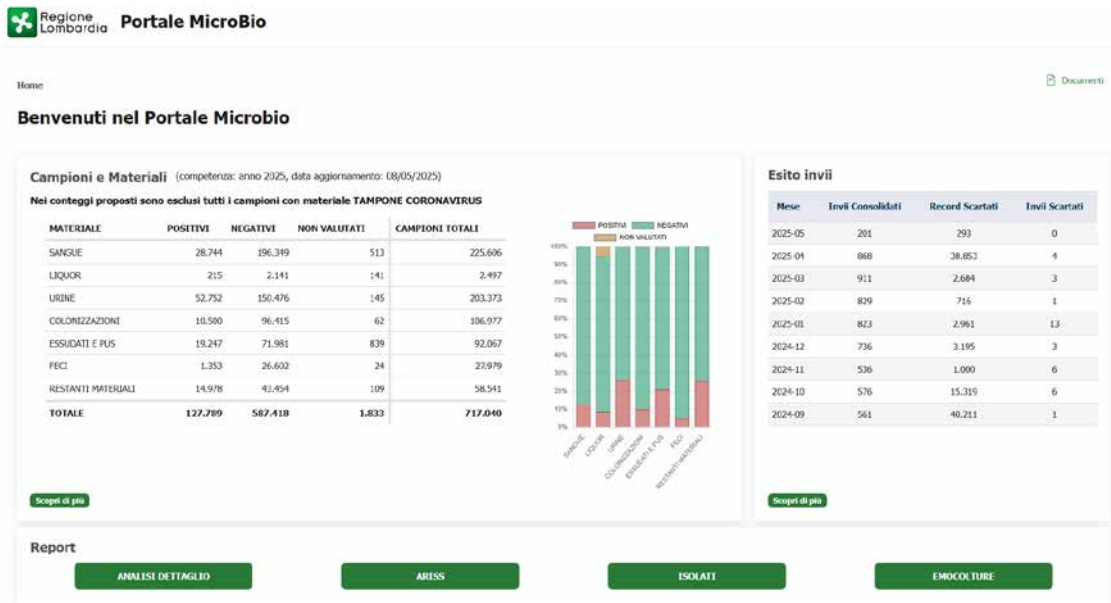 Regione
Lombardia
Portale MicroBio
Home
Documenti
Benvenuti nel Portale Microbio
Campioni e Materiali (competenza: anno 2025, data aggiornamento: 08/05/2025)
Nei conteggi proposti sono esclusi tutti i campioni con materiale TAMPONE CORONAVIRUS
MATERIALE POSITIVI NEGATIVI NON VALUTATI CAMPIONI TOTALI
SANGUE 28.744 196.349 513 225.606
LIQUOR 215 2.141 141 2.497
URINE 52.752 150.476 145 203.373
COLONIZZAZIONI 10.500 96.415 62 106.977
ESSUDATI E PUS 19.247 71.981 839 92.067
FECI 1.353 26.602 24 27.979
RESTANTI MATERIALI 14.978 43.454 109 58.541
TOTALE 127.789 587.418 1.833 717.040
POSITIVI NEGATIVI
NON VALUTATI
100%
90%
80%
70%
60%
50%
40%
30%
20%
10%
0%
SANGUE
LIQUOR
URINE
COLONIZZAZIONI
ESSUDATI E PUS
FECI
RESTANTI MATERIALI
Scopri di più
Esito invii
Mese Invii Consolidati Record Scartati Invii Scartati
2025-05 201 293 0
2025-04 868 38.853 4
2025-03 911 2.684 3
2025-02 829 716 1
2025-01 823 2.961 13
2024-12 736 3.195 3
2024-11 536 1.000 6
2024-10 576 15.319 6
2024-09 561 40.211 1
Scopri di più
Report
ANALISI DETTAGLIO
ARISS
ISOLATI
EMOCOLTURE